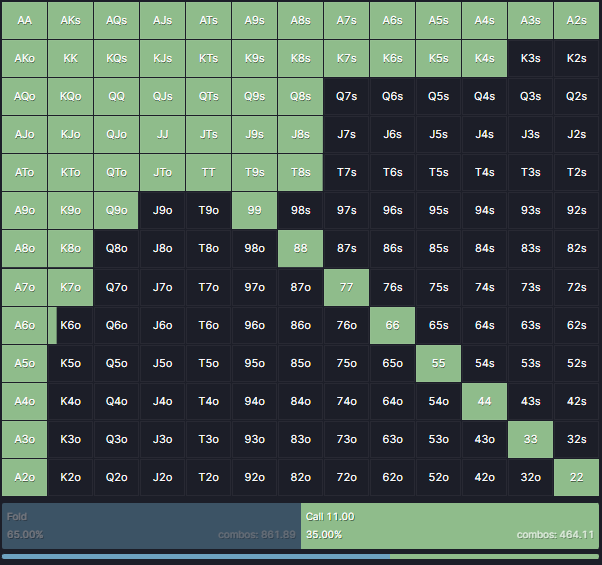 AA AKs AQs AJs ATs A9s A8s A7s A6s A5s A4s A3s A2s
AKo KK KQs KJs KTs K9s K8s K7s K6s K5s K4s K3s K2s
AQo KQo QQ QJs QTs Q9s Q8s Q7s Q6s Q5s Q4s Q3s Q2s
AJo KJo QJo JJ JTs J9s J8s J7s J6s J5s J4s J3s J2s
ATo KTo QTo JTo TT T9s T8s T7s T6s T5s T4s T3s T2s
A9o K9o Q9o J9o T9o 99 98s 97s 96s 95s 94s 93s 92s
A8o K8o Q8o J8o T8o 98o 88 87s 86s 85s 84s 83s 82s
A7o K7o Q7o J7o T7o 97o 87o 77 76s 75s 74s 73s 72s
A6o K6o Q6o J6o T6o 96o 86o 76o 66 65s 64s 63s 62s
A5o K5o Q5o J5o T5o 95o 85o 75o 65o 55 54s 53s 52s
A4o K4o Q4o J4o T4o 94o 84o 74o 64o 54o 44 43s 42s
A3o K3o Q3o J3o T3o 93o 83o 73o 63o 53o 43o 33 32s
A2o K2o Q2o J2o T2o 92o 82o 72o 62o 52o 42o 32o 22
Fold Call 11.00
65.00% combos: 861.89 35.00% combos: 464.11